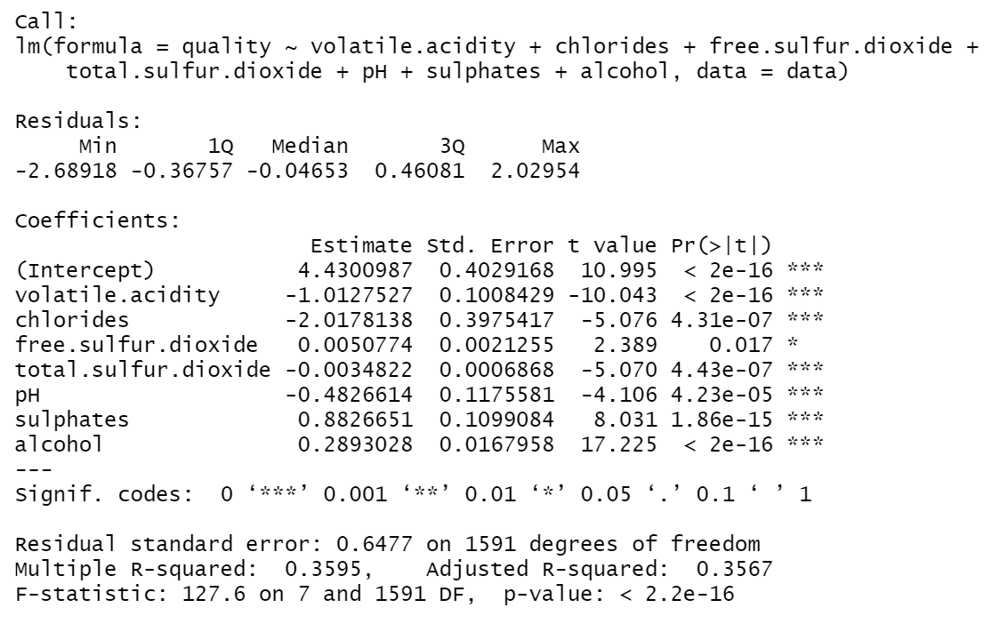 Call:
lm(formula = quality ~ volatile.acidity + chlorides + free.sulfur.dioxide +
    total.sulfur.dioxide + pH + sulphates + alcohol, data = data)

Residuals:
     Min       1Q   Median       3Q      Max
-2.68918 -0.36757 -0.04653  0.46081  2.02954

Coefficients:
                       Estimate Std. Error t value Pr(>|t|)
(Intercept)           4.4300987  0.4029168  10.995  < 2e-16 ***
volatile.acidity     -1.0127527  0.1008429 -10.043  < 2e-16 ***
chlorides            -2.0178138  0.3975417  -5.076 4.31e-07 ***
free.sulfur.dioxide   0.0050774  0.0021255   2.389    0.017 *
total.sulfur.dioxide -0.0034822  0.0006868  -5.070 4.43e-07 ***
pH                   -0.4826614  0.1175581  -4.106 4.23e-05 ***
sulphates             0.8826651  0.1099084   8.031 1.86e-15 ***
alcohol               0.2893028  0.0167958  17.225  < 2e-16 ***
---
Signif. codes:  0 ‘***’ 0.001 ‘**’ 0.01 ‘*’ 0.05 ‘.’ 0.1 ‘ ’ 1

Residual standard error: 0.6477 on 1591 degrees of freedom
Multiple R-squared:  0.3595,    Adjusted R-squared:  0.3567
F-statistic: 127.6 on 7 and 1591 DF,  p-value: < 2.2e-16